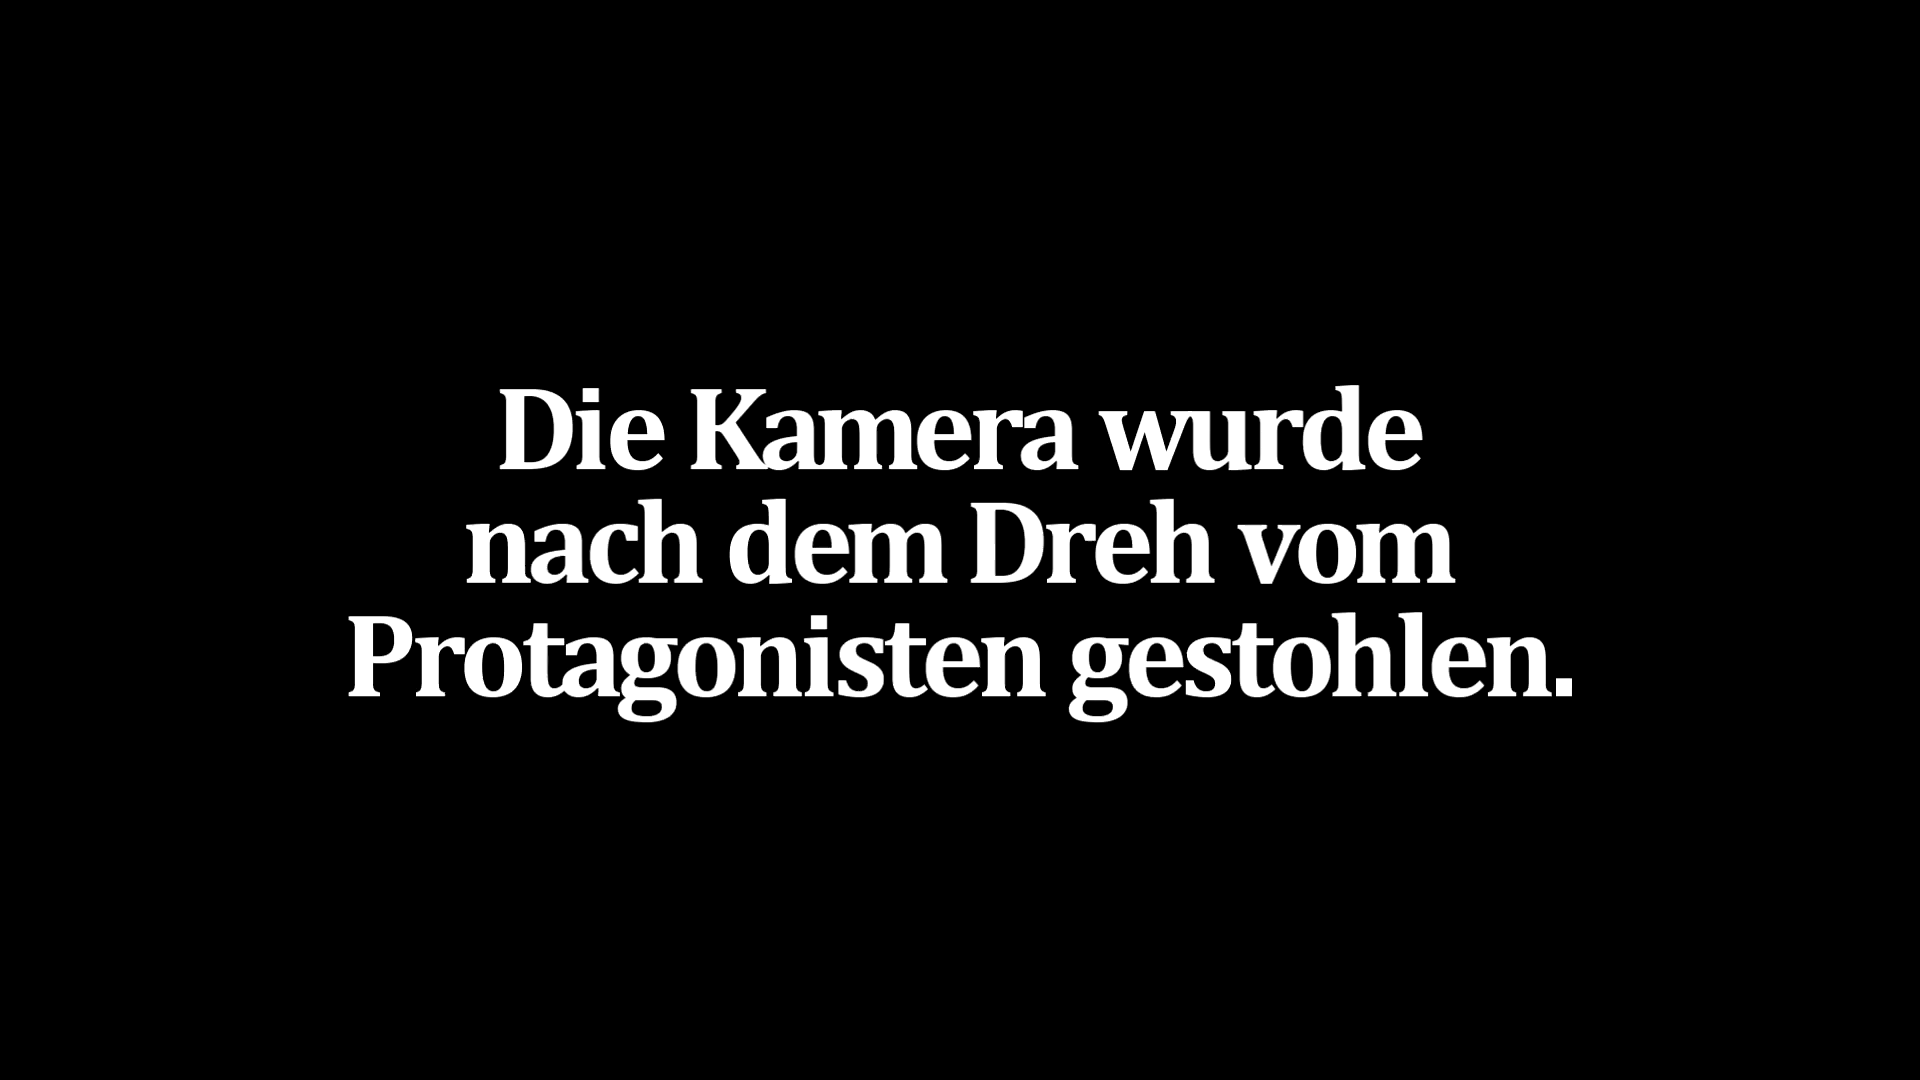 Die Kamera wurde
nach dem Dreh vom
Protagonisten gestohlen.